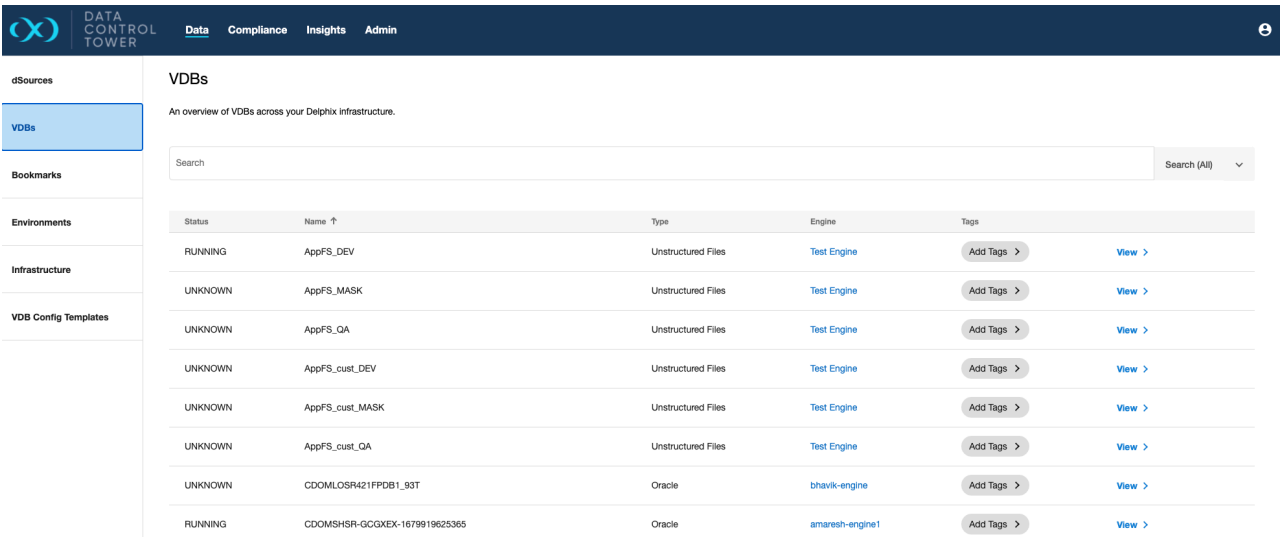 DATA
CONTROL
TOWER
Data Compliance Insights Admin
dSources
VDBs
Bookmarks
Environments
Infrastructure
VDB Config Templates
VDBs
An overview of VDBs across your Delphix infrastructure.
Search Search (All)
Status Name ↑ Type Engine Tags
RUNNING AppFS_DEV Unstructured Files Test Engine Add Tags > View >
UNKNOWN AppFS_MASK Unstructured Files Test Engine Add Tags > View >
UNKNOWN AppFS_QA Unstructured Files Test Engine Add Tags > View >
UNKNOWN AppFS_cust_DEV Unstructured Files Test Engine Add Tags > View >
UNKNOWN AppFS_cust_MASK Unstructured Files Test Engine Add Tags > View >
UNKNOWN AppFS_cust_QA Unstructured Files Test Engine Add Tags > View >
UNKNOWN CDOMLOSR421FPDB1_93T Oracle bhavik-engine Add Tags > View >
RUNNING CDOMSHSR-GCGXEX-1679919625365 Oracle amaresh-engine1 Add Tags > View >